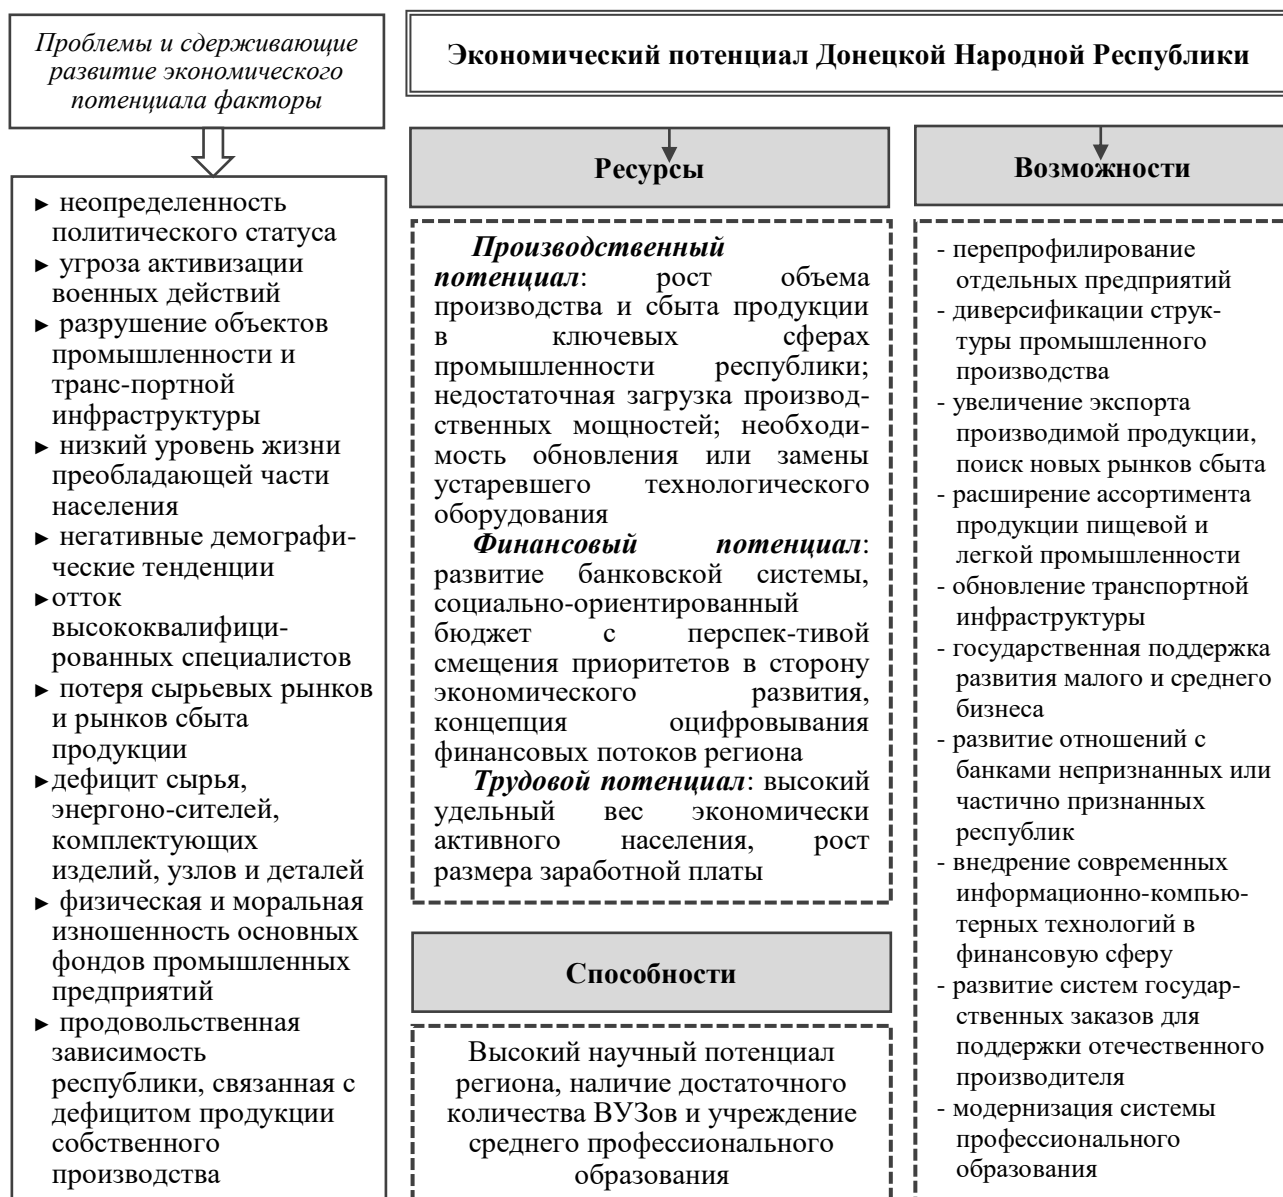 Проблемы и сдерживающие
развитие экономического
потенциала факторы
► неопределенность
политического статуса
► угроза активизации
военных действий
► разрушение объектов
промышленности и
транс-портной
инфраструктуры
► низкий уровень жизни
преобладающей части
населения
► негативные демографи-
ческие тенденции
►отток
высококвалифици-
рованных специалистов
► потеря сырьевых рынков
и рынков сбыта
продукции
►дефицит сырья,
энергоно-сителей,
комплектующих
изделий, узлов и деталей
► физическая и моральная
изношенность основных
фондов промышленных
предприятий
► продовольственная
зависимость
республики, связанная с
дефицитом продукции
собственного
производства
Экономический потенциал Донецкой Народной Республики
Ресурсы
Производственный
потенциал: рост объема
производства и сбыта продукции
в ключевых сферах
промышленности республики;
недостаточная загрузка производ-
ственных мощностей; необходи-
мость обновления или замены
устаревшего технологического
оборудования
Финансовый потенциал:
развитие банковской системы,
социально-ориентированный
бюджет с перспек-тивой
смещения приоритетов в сторону
экономического развития,
концепция оцифровывания
финансовых потоков региона
Трудовой потенциал: высокий
удельный вес экономически
активного населения, рост
размера заработной платы
Способности
Высокий научный потенциал
региона, наличие достаточного
количества ВУЗов и учреждение
среднего профессионального
образования
Возможности
- перепрофилирование
отдельных предприятий
- диверсификации струк-
туры промышленного
производства
- увеличение экспорта
производимой продукции,
поиск новых рынков сбыта
- расширение ассортимента
продукции пищевой и
легкой промышленности
- обновление транспортной
инфраструктуры
- государственная поддержка
развития малого и среднего
бизнеса
- развитие отношений с
банками непризнанных или
частично признанных
республик
- внедрение современных
информационно-компью-
терных технологий в
финансовую сферу
- развитие систем государ-
ственных заказов для
поддержки отечественного
производителя
- модернизация системы
профессионального
образования